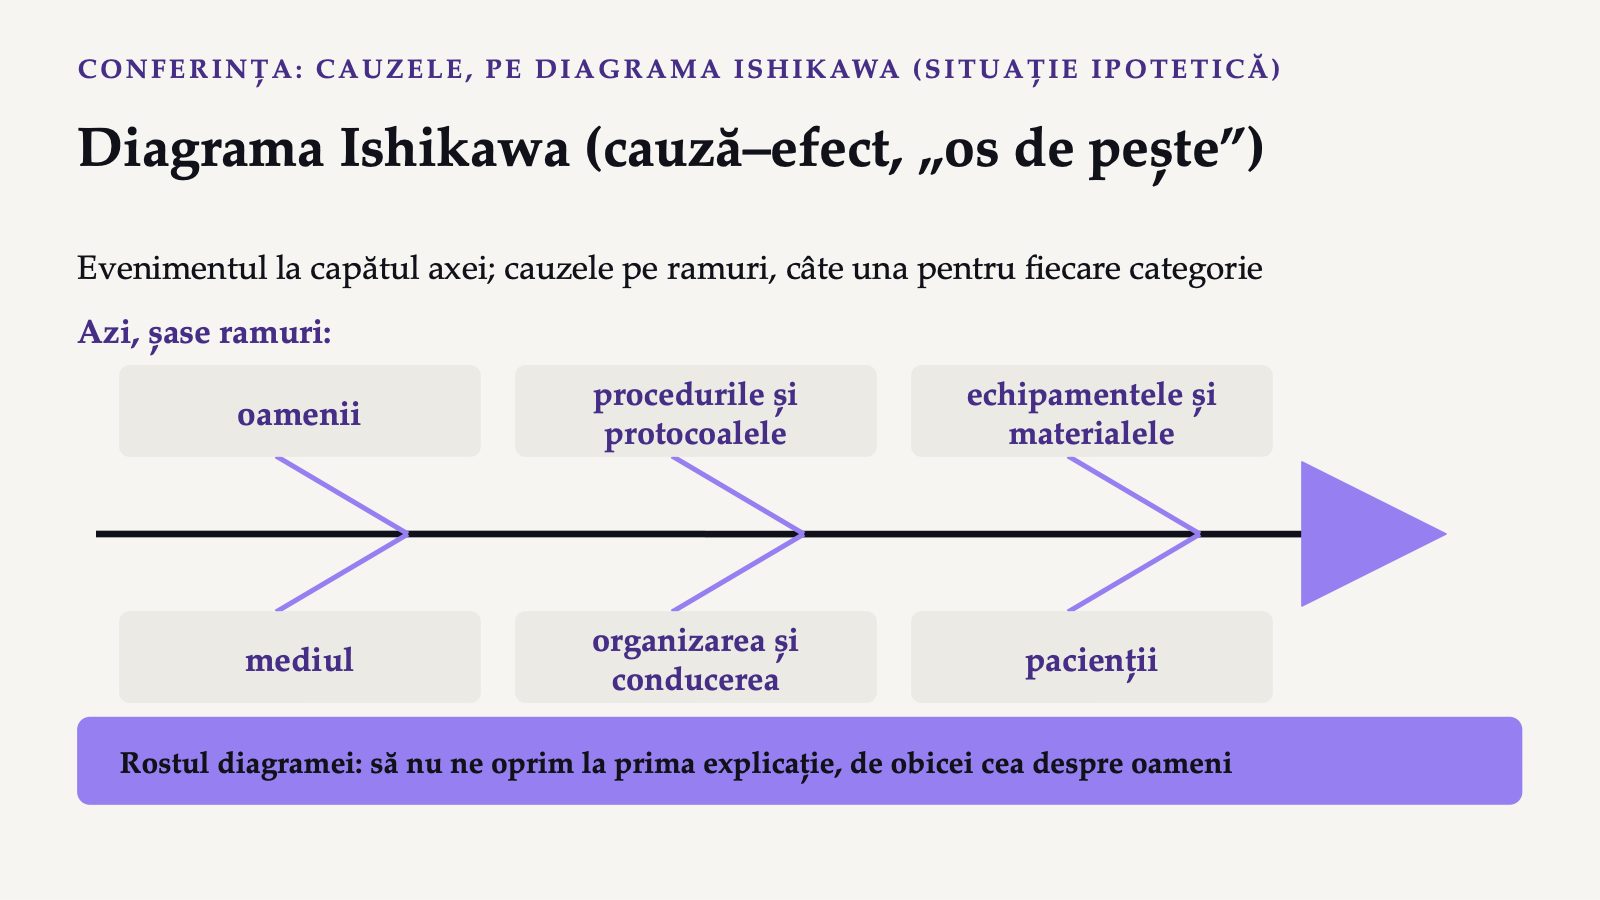 CONFERINȚA: CAUZELE, PE DIAGRAMA ISHIKAWA (SITUAȚIE IPOTETICĂ)
Diagrama Ishikawa (cauză–efect, „os de pește”)
Evenimentul la capătul axei; cauzele pe ramuri, câte una pentru fiecare categorie
Azi, șase ramuri:
oamenii
procedurile și
protocoalele
echipamentele și
materialele
mediul
organizarea și
conducerea
pacienții
Rostul diagramei: să nu ne oprim la prima explicație, de obicei cea despre oameni